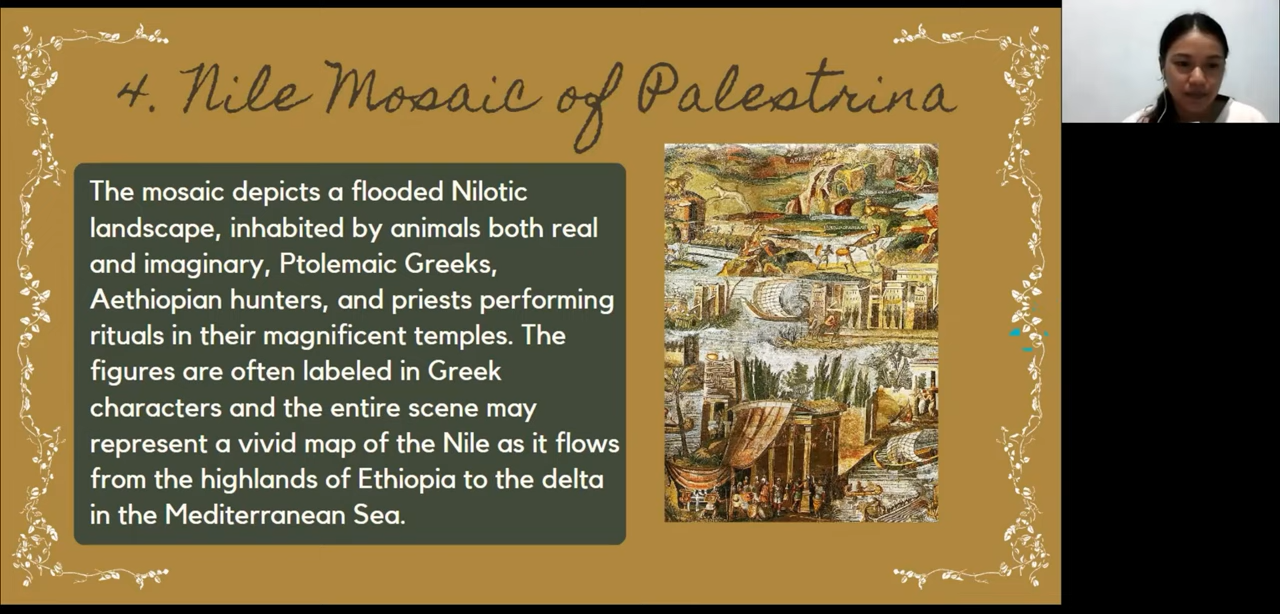 4. Nile Mosaic of Palestrina
The mosaic depicts a flooded Nilotic
landscape, inhabited by animals both real
and imaginary, Ptolemaic Greeks,
Aethiopian hunters, and priests performing
rituals in their magnificent temples. The
figures are often labeled in Greek
characters and the entire scene may
represent a vivid map of the Nile as it flows
from the highlands of Ethiopia to the delta
in the Mediterranean Sea.